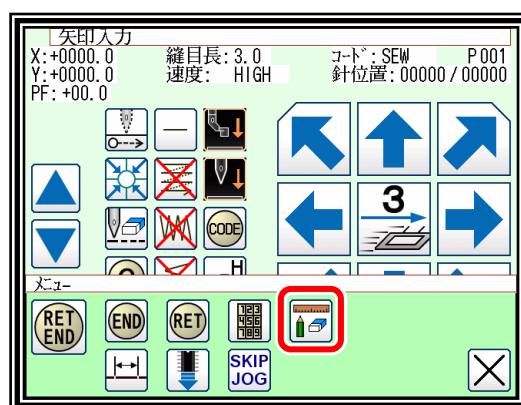 矢印入力
X:+0000.0 縫目長:3.0 コード:SEW P001
Y:+0000.0 速度: HIGH 針位置:00000/00000
PF:+00.0
3
CODE
H
メニュー
RET END
END
RET
123
456
789
SKIP
JOG